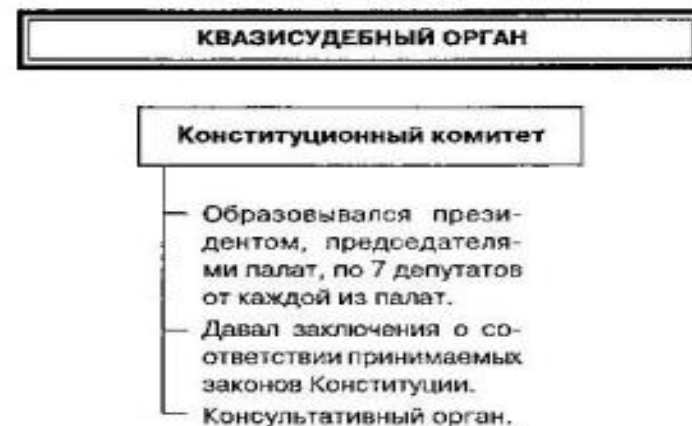 КВАЗИСУДЕБНЫЙ ОРГАН
Конституционный комитет
Образовывался прези-
дентом, председателя-
ми палат, по 7 депутатов
от каждой из палат.
Давал заключения о со-
ответствии принимаемых
законов Конституции.
Консультативный орган.